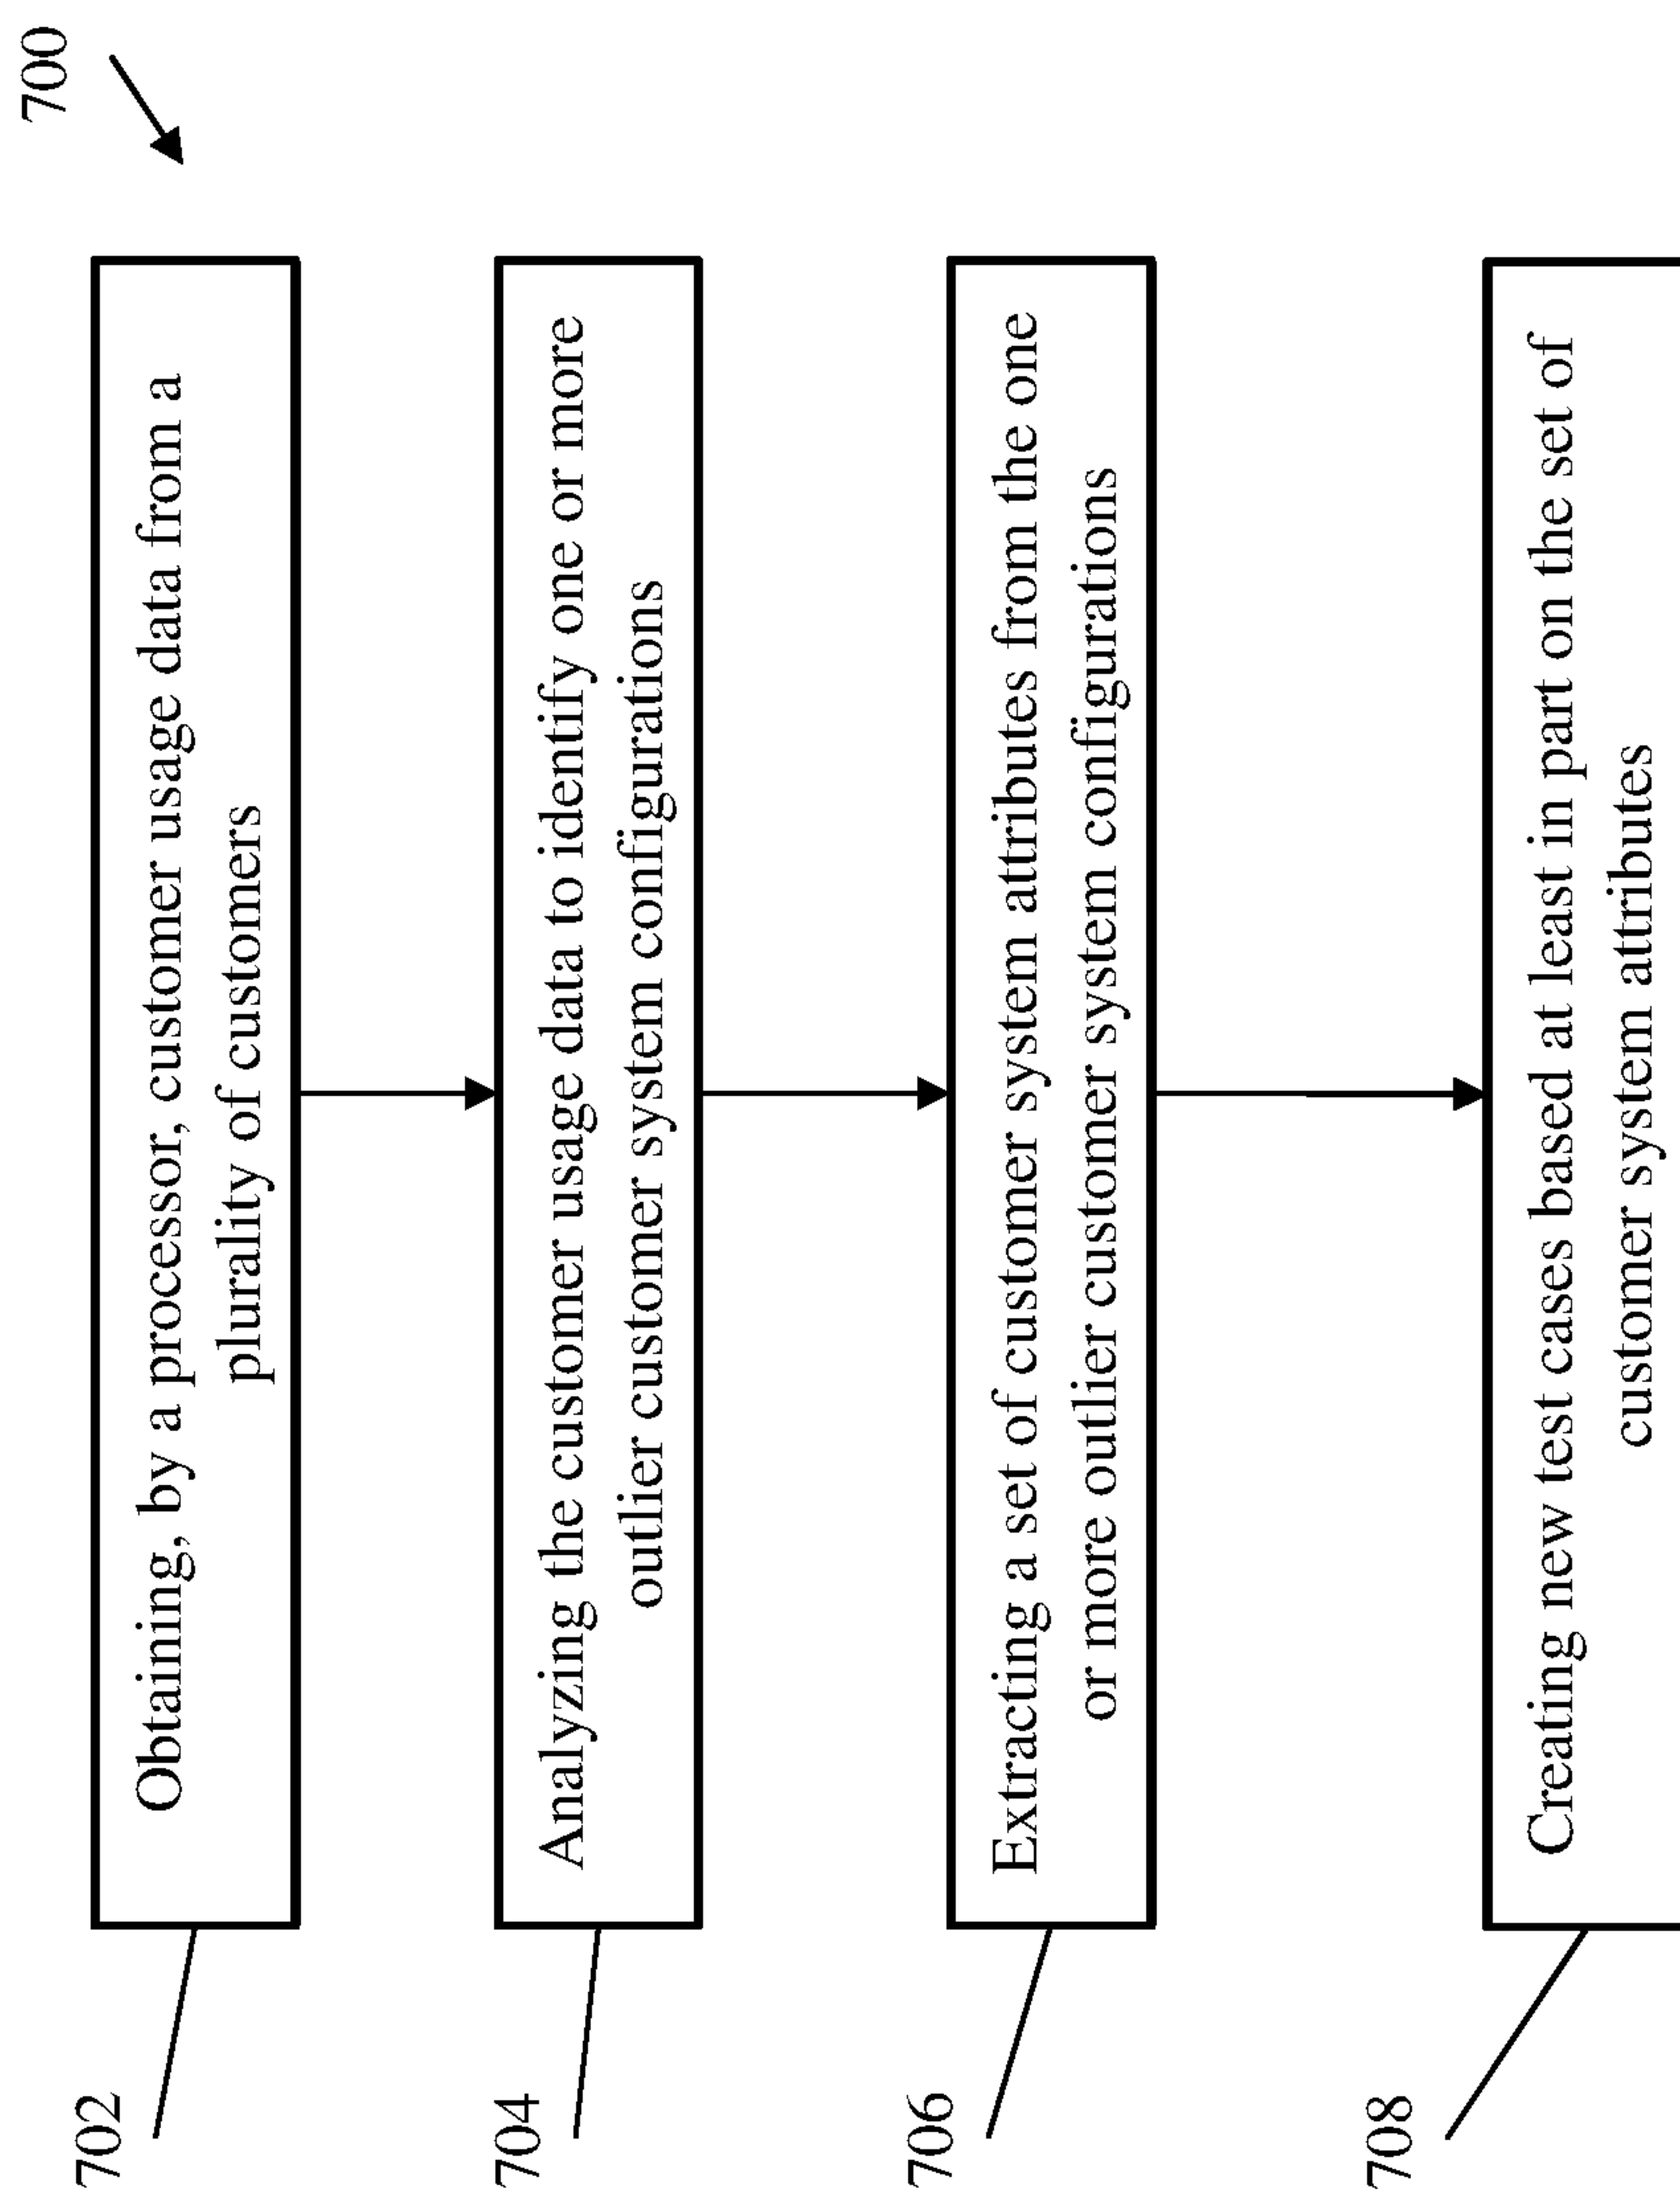 700
702
Obtaining, by a processor, customer usage data from a
plurality of customers
704
Analyzing the customer usage data to identify one or more
outlier customer system configurations
706
Extracting a set of customer system attributes from the one
or more outlier customer system configurations
708
Creating new test cases based at least in part on the set of
customer system attributes